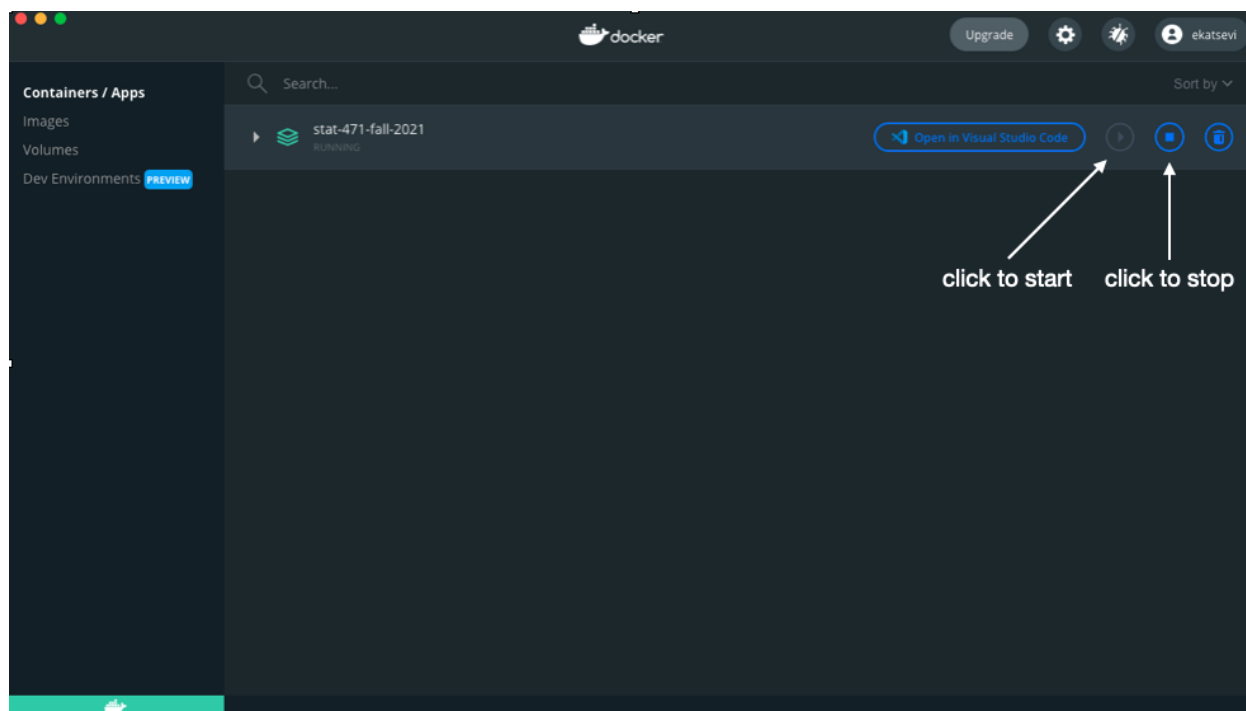 docker
Upgrade
ekatsevi
Containers / Apps
Images
Volumes
Dev Environments PREVIEW
Search...
Sort by
stat-471-fall-2021
RUNNING
Open in Visual Studio Code
click to start
click to stop